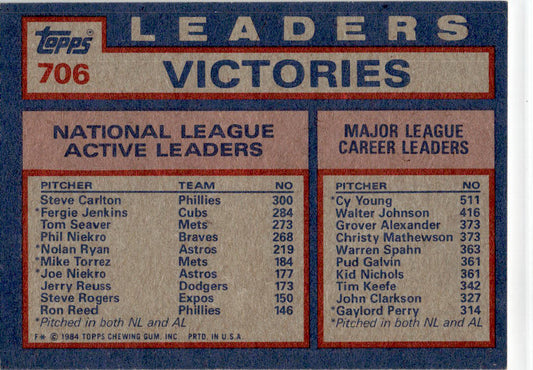 LEADERS
topps
706
VICTORIES
NATIONAL LEAGUE
ACTIVE LEADERS
PITCHER TEAM NO
Steve Carlton Phillies 300
*Fergie Jenkins Cubs 284
Tom Seaver Mets 273
Phil Niekro Braves 268
*Nolan Ryan Astros 219
*Mike Torrez Mets 184
*Joe Niekro Astros 177
Jerry Reuss Dodgers 173
Steve Rogers Expos 150
Ron Reed Phillies 146
*Pitched in both NL and AL
MAJOR LEAGUE
CAREER LEADERS
PITCHER NO
*Cy Young 511
Walter Johnson 416
Grover Alexander 373
Christy Mathewson 373
Warren Spahn 363
Pud Galvin 361
Kid Nichols 361
Tim Keefe 342
John Clarkson 327
*Gaylord Perry 314
*Pitched in both NL and AL
F* © 1984 TOPPS CHEWING GUM, INC PRTD. IN U.S.A.